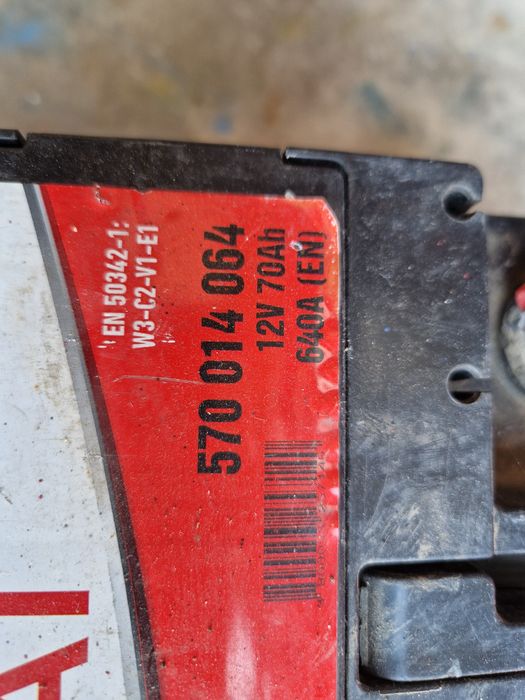 EN 50342-1:
W3-C2-V1-E1
570 014 064
12V 70Ah
640A (EN)